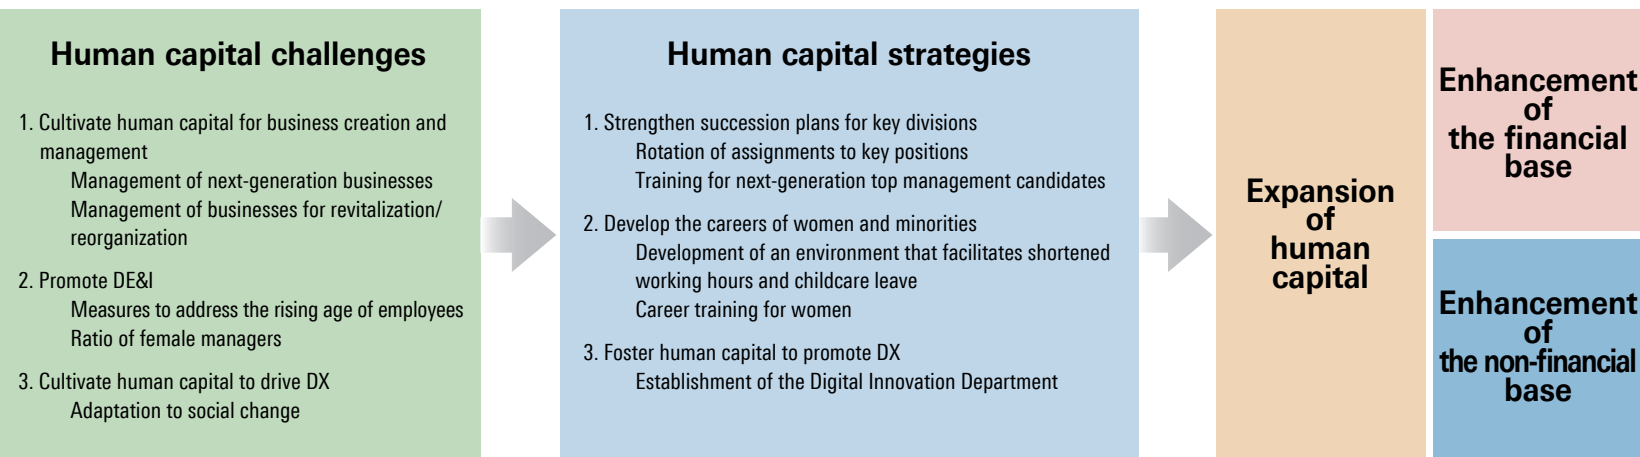 Human capital challenges
1. Cultivate human capital for business creation and
management
Management of next-generation businesses
Management of businesses for revitalization/
reorganization
2. Promote DE&I
Measures to address the rising age of employees
Ratio of female managers
3. Cultivate human capital to drive DX
Adaptation to social change
Human capital strategies
1. Strengthen succession plans for key divisions
Rotation of assignments to key positions
Training for next-generation top management candidates
2. Develop the careers of women and minorities
Development of an environment that facilitates shortened
working hours and childcare leave
Career training for women
3. Foster human capital to promote DX
Establishment of the Digital Innovation Department
Expansion
of
human
capital
Enhancement
of
the financial
base
Enhancement
of
the non-financial
base